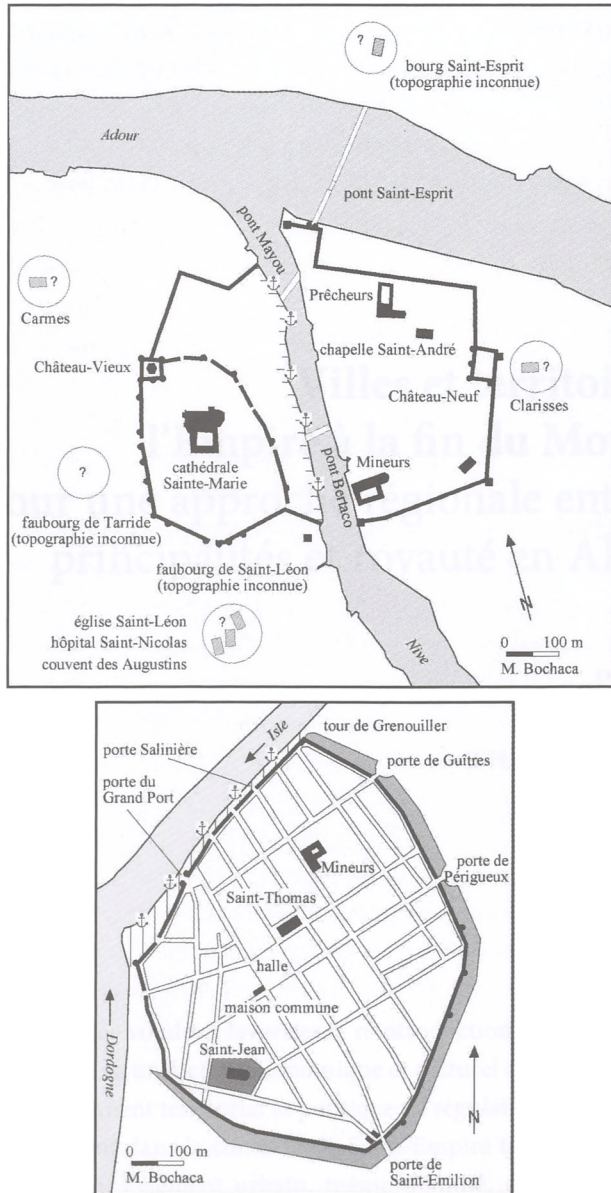 ?
bourg Saint-Esprit
(topographie inconnue)
Adour
pont Saint-Esprit
pont Mayou
?
Carmes
Prêcheurs
chapelle Saint-André
Château-Vieux
?
Château-Neuf
Clarisses
cathédrale
Sainte-Marie
pont Bertaco
Mineurs
?
faubourg de Tarride
(topographie inconnue)
faubourg de Saint-Léon
(topographie inconnue)
?
église Saint-Léon
hôpital Saint-Nicolas
couvent des Augustins
Nive
N
0 100 m
M. Bochaca
Isle
tour de Grenouiller
porte Salinière
porte de Guîtres
porte du
Grand Port
Mineurs
porte de
Périgueux
Saint-Thomas
halle
maison commune
Saint-Jean
Dordogne
N
0 100 m
M. Bochaca
porte de
Saint-Émilion